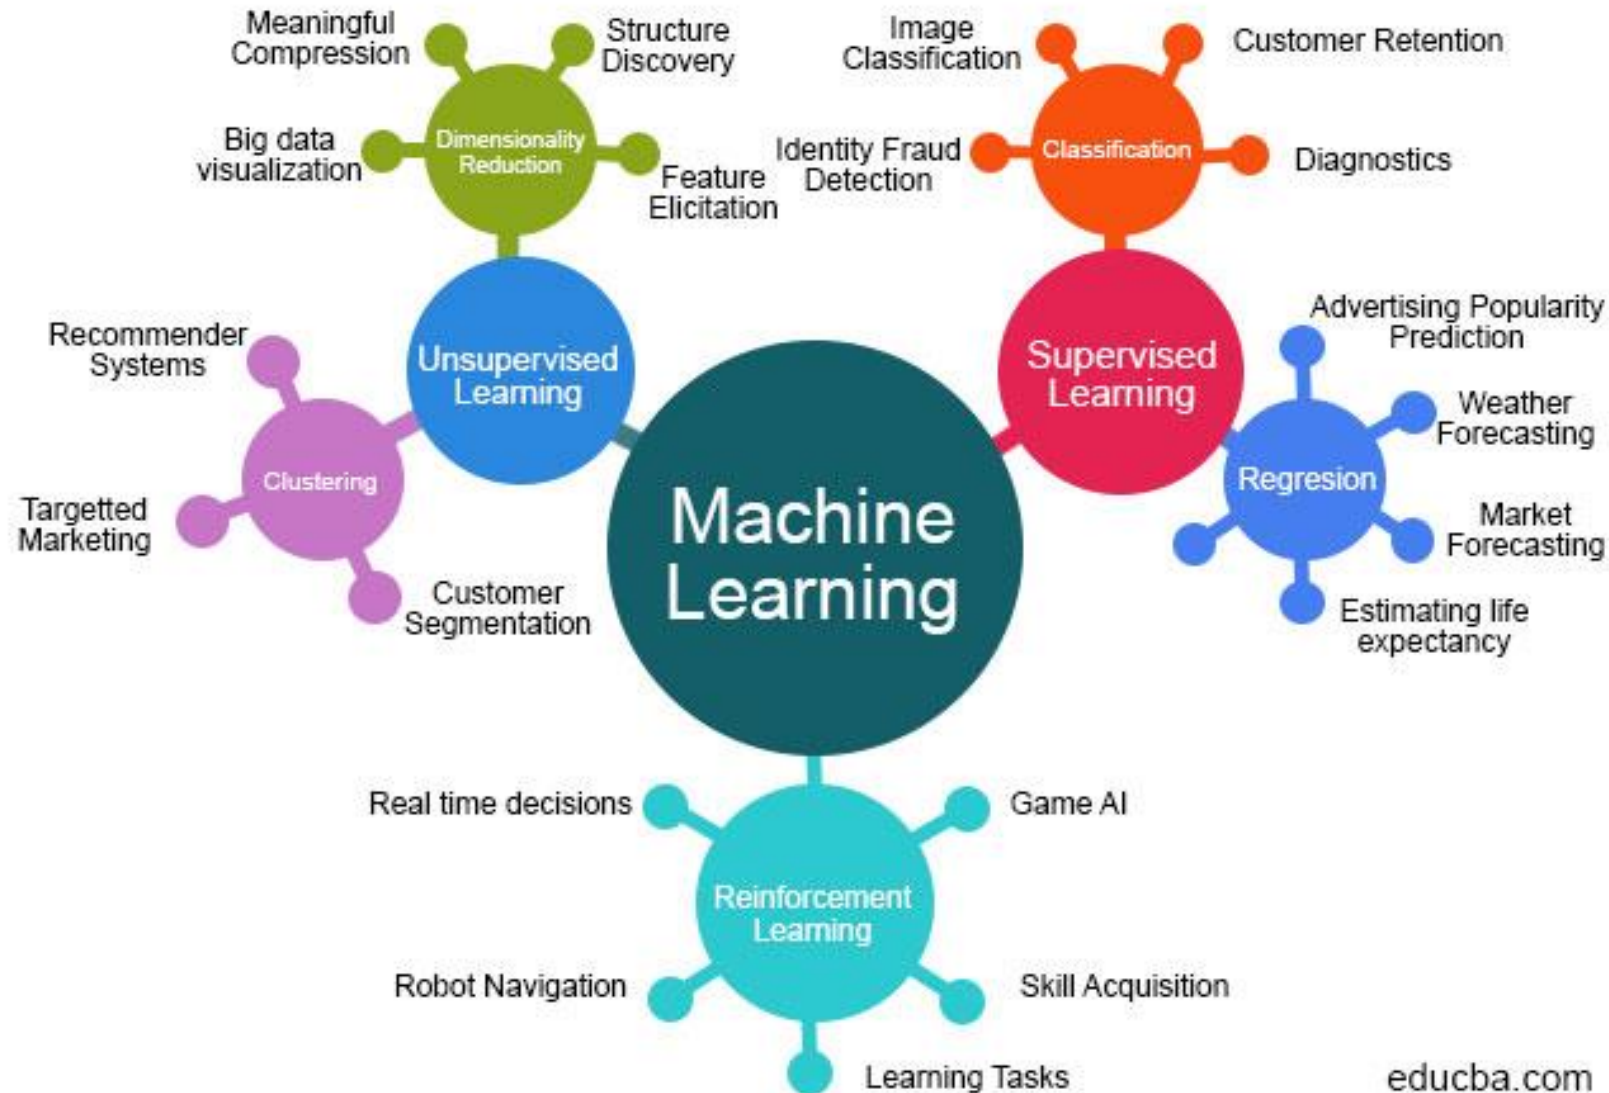 Meaningful
Compression
Structure
Discovery
Big data
visualization
Dimensionality
Reduction
Feature
Elicitation
Image
Classification
Customer Retention
Identity Fraud
Detection
Classification
Diagnostics
Recommender
Systems
Unsupervised
Learning
Clustering
Targetted
Marketing
Customer
Segmentation
Supervised
Learning
Advertising Popularity
Prediction
Weather
Forecasting
Regresion
Market
Forecasting
Estimating life
expectancy
Machine
Learning
Real time decisions
Game AI
Reinforcement
Learning
Robot Navigation
Skill Acquisition
Learning Tasks
educba.com